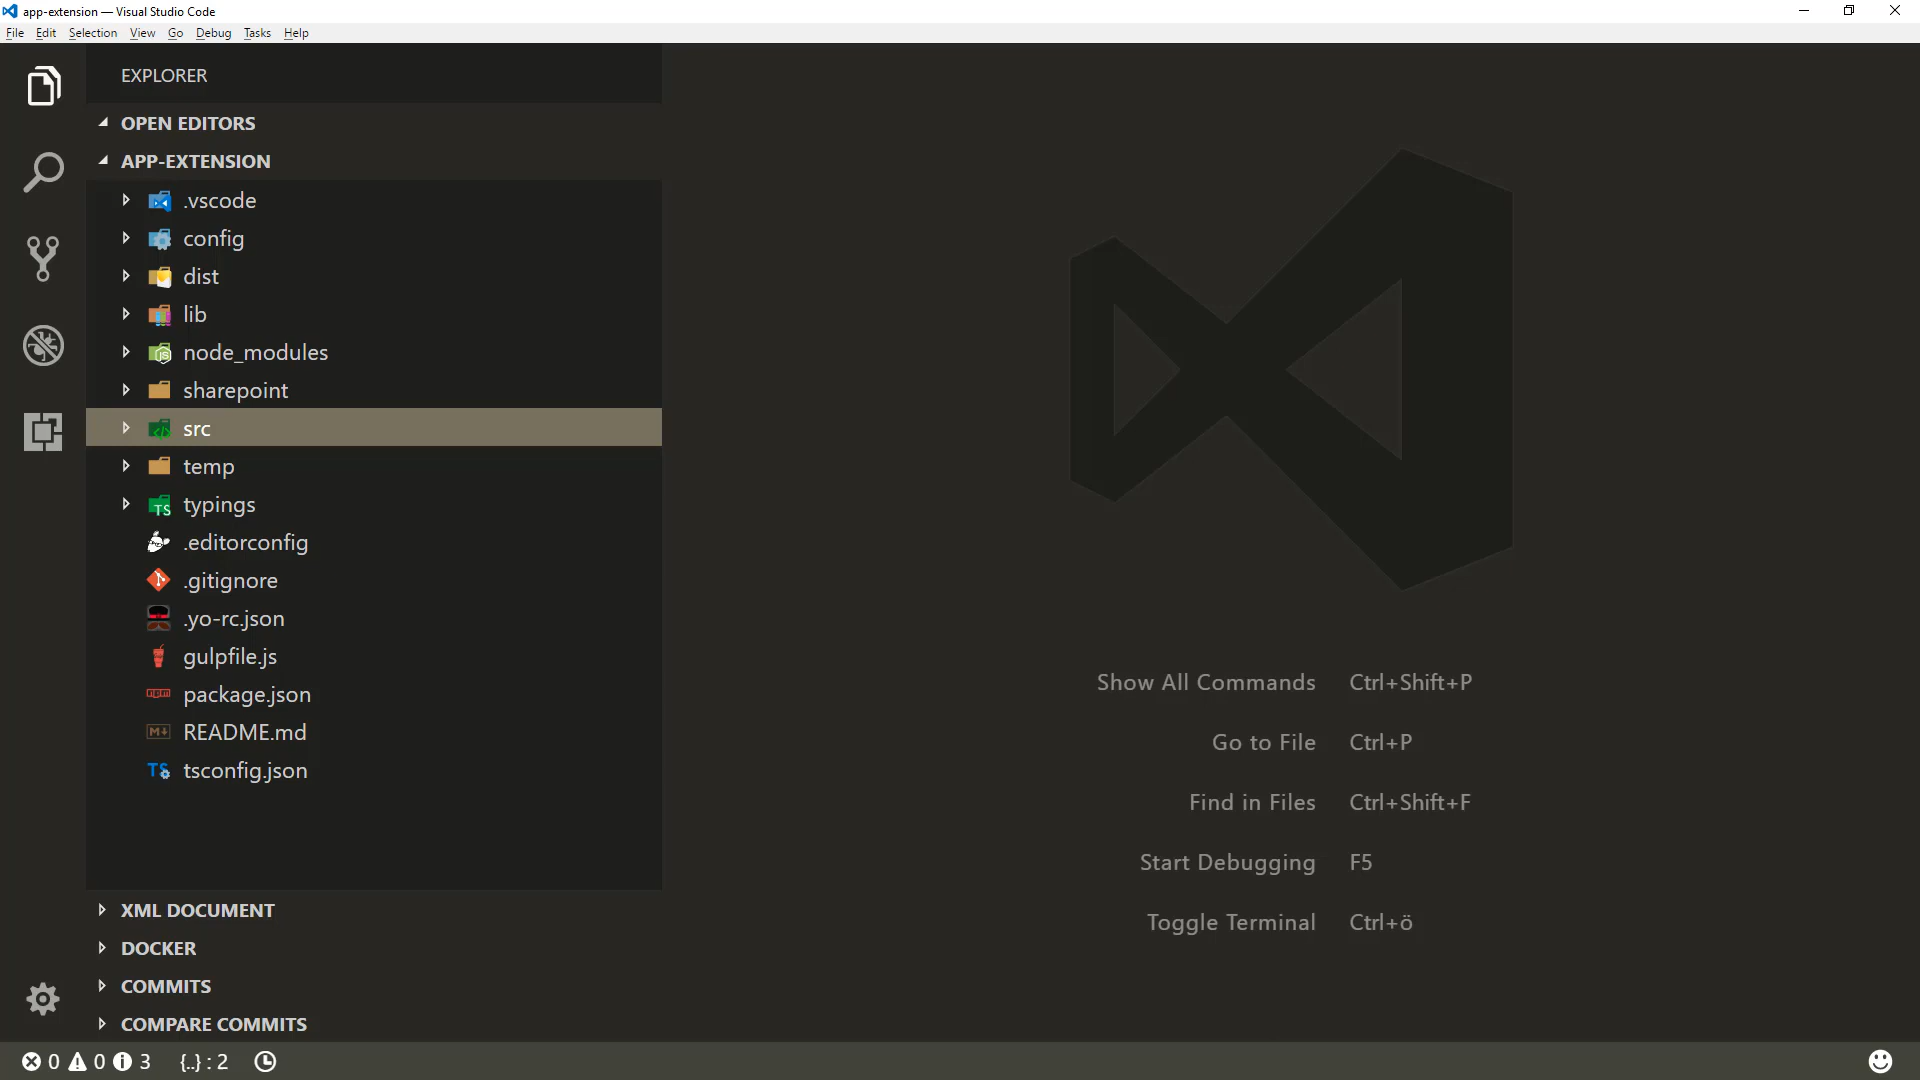 app-extension — Visual Studio Code
File Edit Selection View Go Debug Tasks Help
EXPLORER
OPEN EDITORS
APP-EXTENSION
.vscode
config
dist
lib
node_modules
sharepoint
src
temp
typings
.editorconfig
.gitignore
.yo-rc.json
gulpfile.js
package.json
README.md
tsconfig.json
XML DOCUMENT
DOCKER
COMMITS
COMPARE COMMITS
Show All Commands Ctrl+Shift+P
Go to File Ctrl+P
Find in Files Ctrl+Shift+F
Start Debugging F5
Toggle Terminal Ctrl+ö
0 0 3 {..} : 2